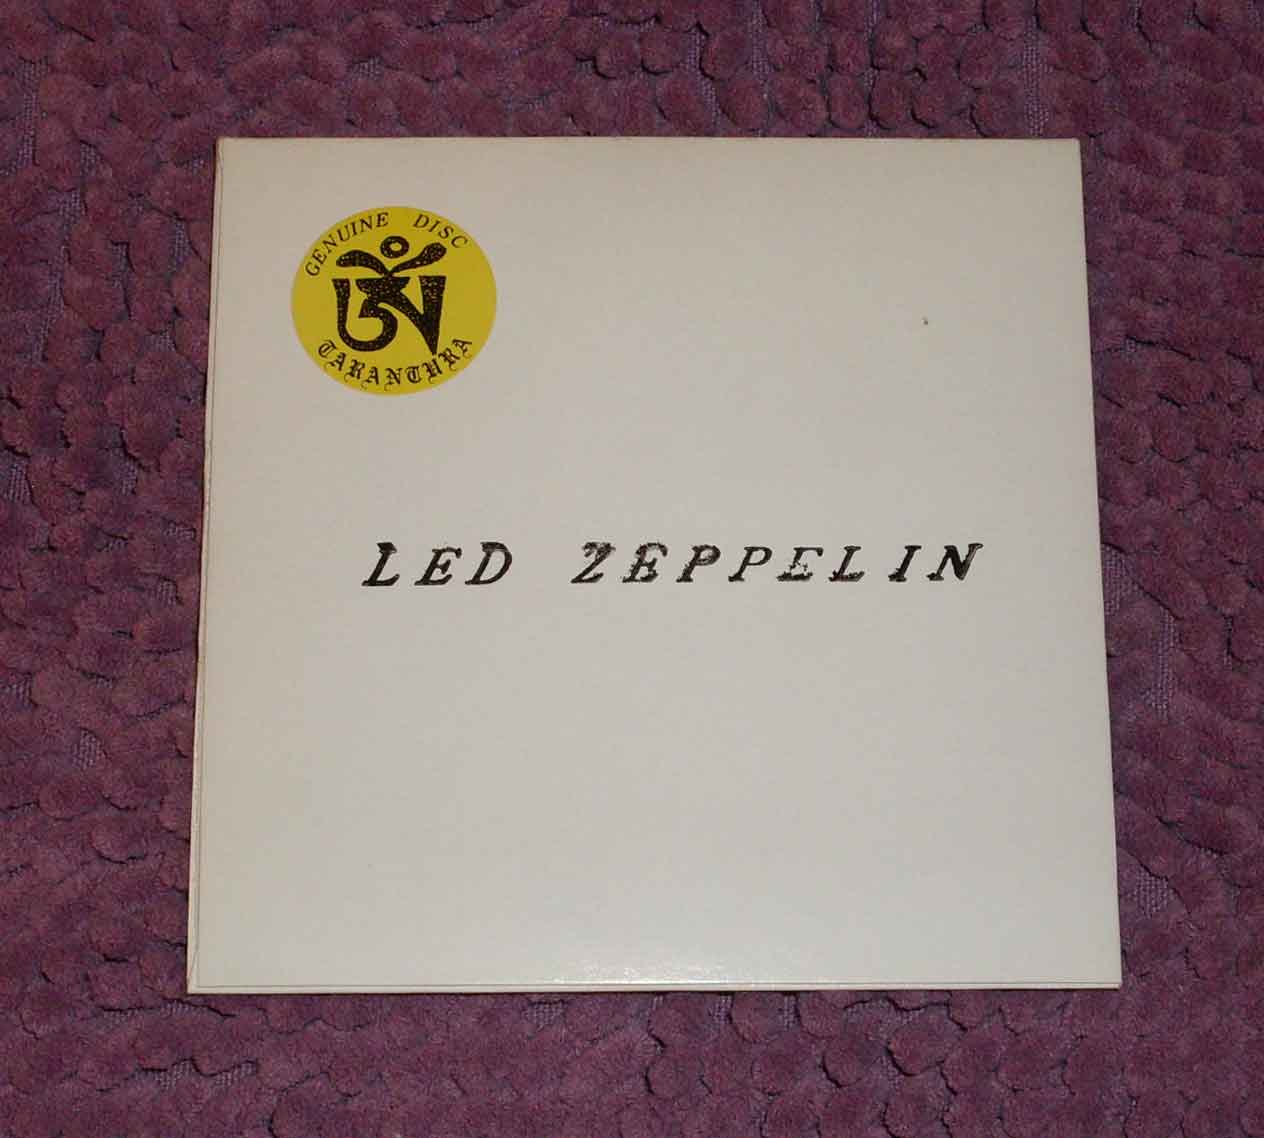 GENUINE DISC
ༀ
TARANTURA
LED ZEPPELIN